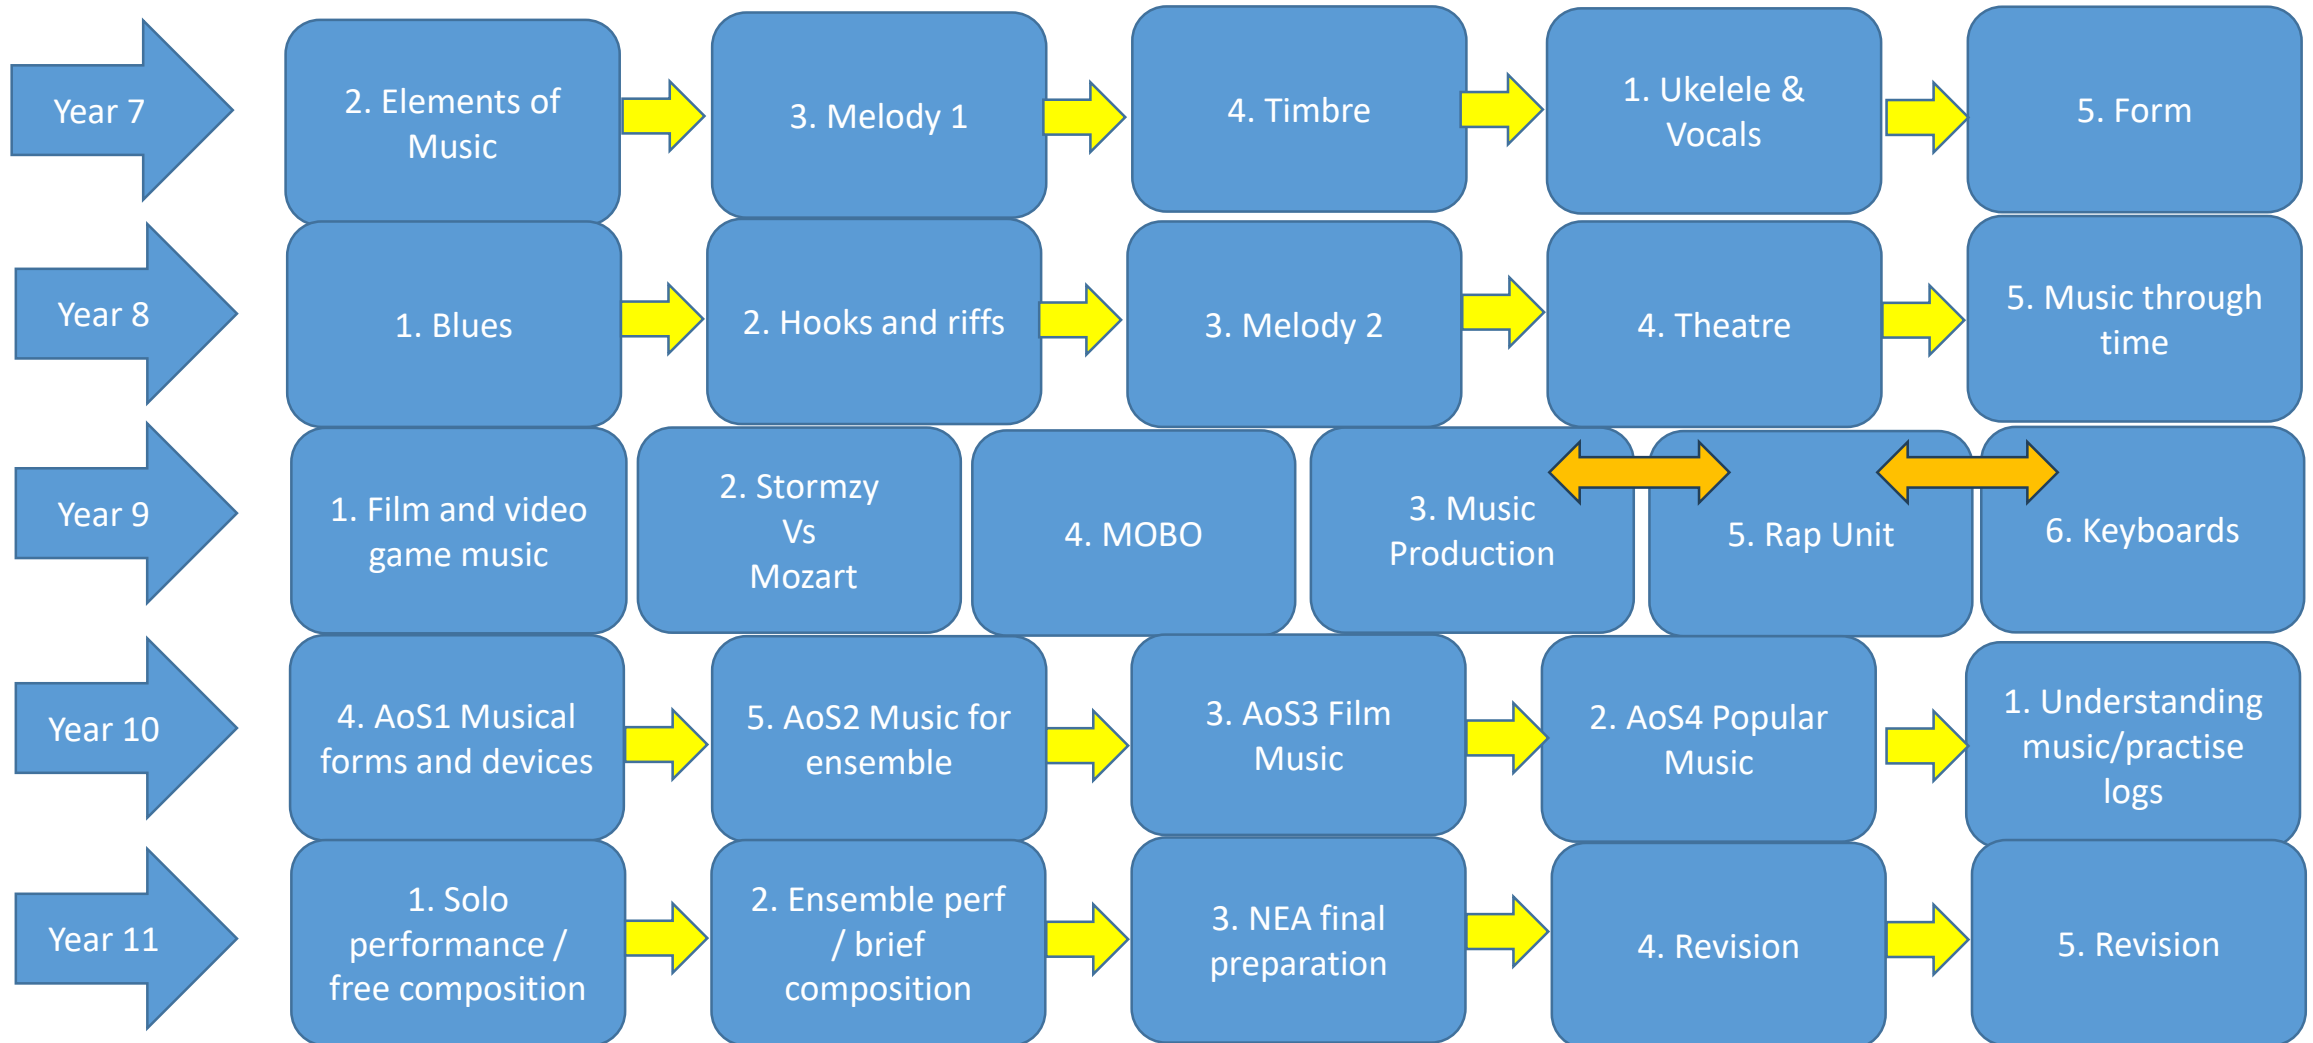 Year 7
2. Elements of
Music
3. Melody 1
4. Timbre
1. Ukelele &
Vocals
5. Form
Year 8
1. Blues
2. Hooks and riffs
3. Melody 2
4. Theatre
5. Music through
time
Year 9
1. Film and video
game music
2. Stormzy
Vs
Mozart
4. MOBO
3. Music
Production
5. Rap Unit
6. Keyboards
Year 10
4. AoS1 Musical
forms and devices
5. AoS2 Music for
ensemble
3. AoS3 Film
Music
2. AoS4 Popular
Music
1. Understanding
music/practise
logs
Year 11
1. Solo
performance /
free composition
2. Ensemble perf
/ brief
composition
3. NEA final
preparation
4. Revision
5. Revision